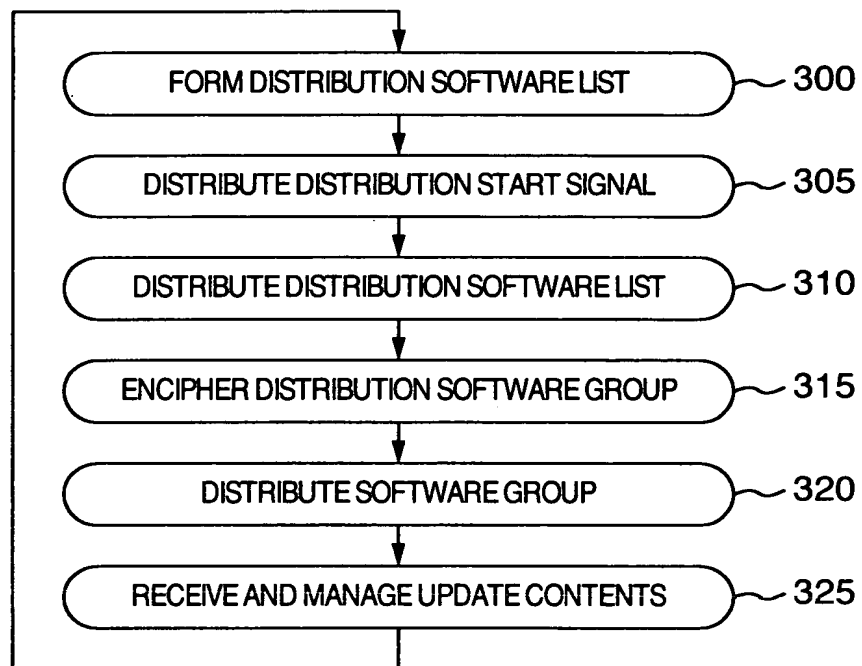 FORM DISTRIBUTION SOFTWARE LIST 300
DISTRIBUTE DISTRIBUTION START SIGNAL 305
DISTRIBUTE DISTRIBUTION SOFTWARE LIST 310
ENCIPHER DISTRIBUTION SOFTWARE GROUP 315
DISTRIBUTE SOFTWARE GROUP 320
RECEIVE AND MANAGE UPDATE CONTENTS 325